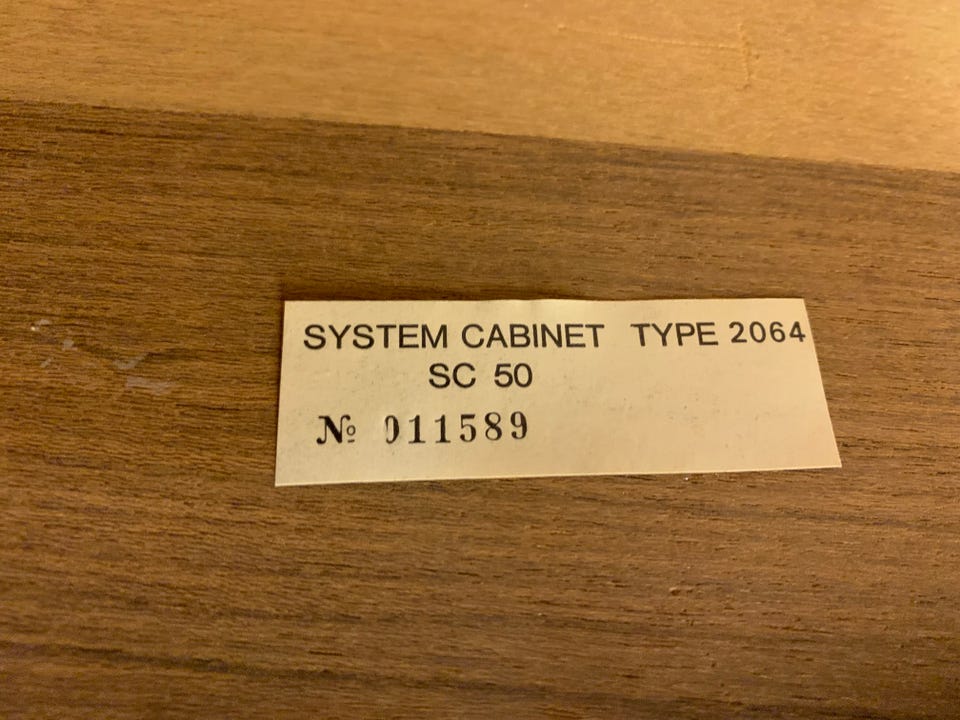 SYSTEM CABINET TYPE 2064
SC 50
№ 011589